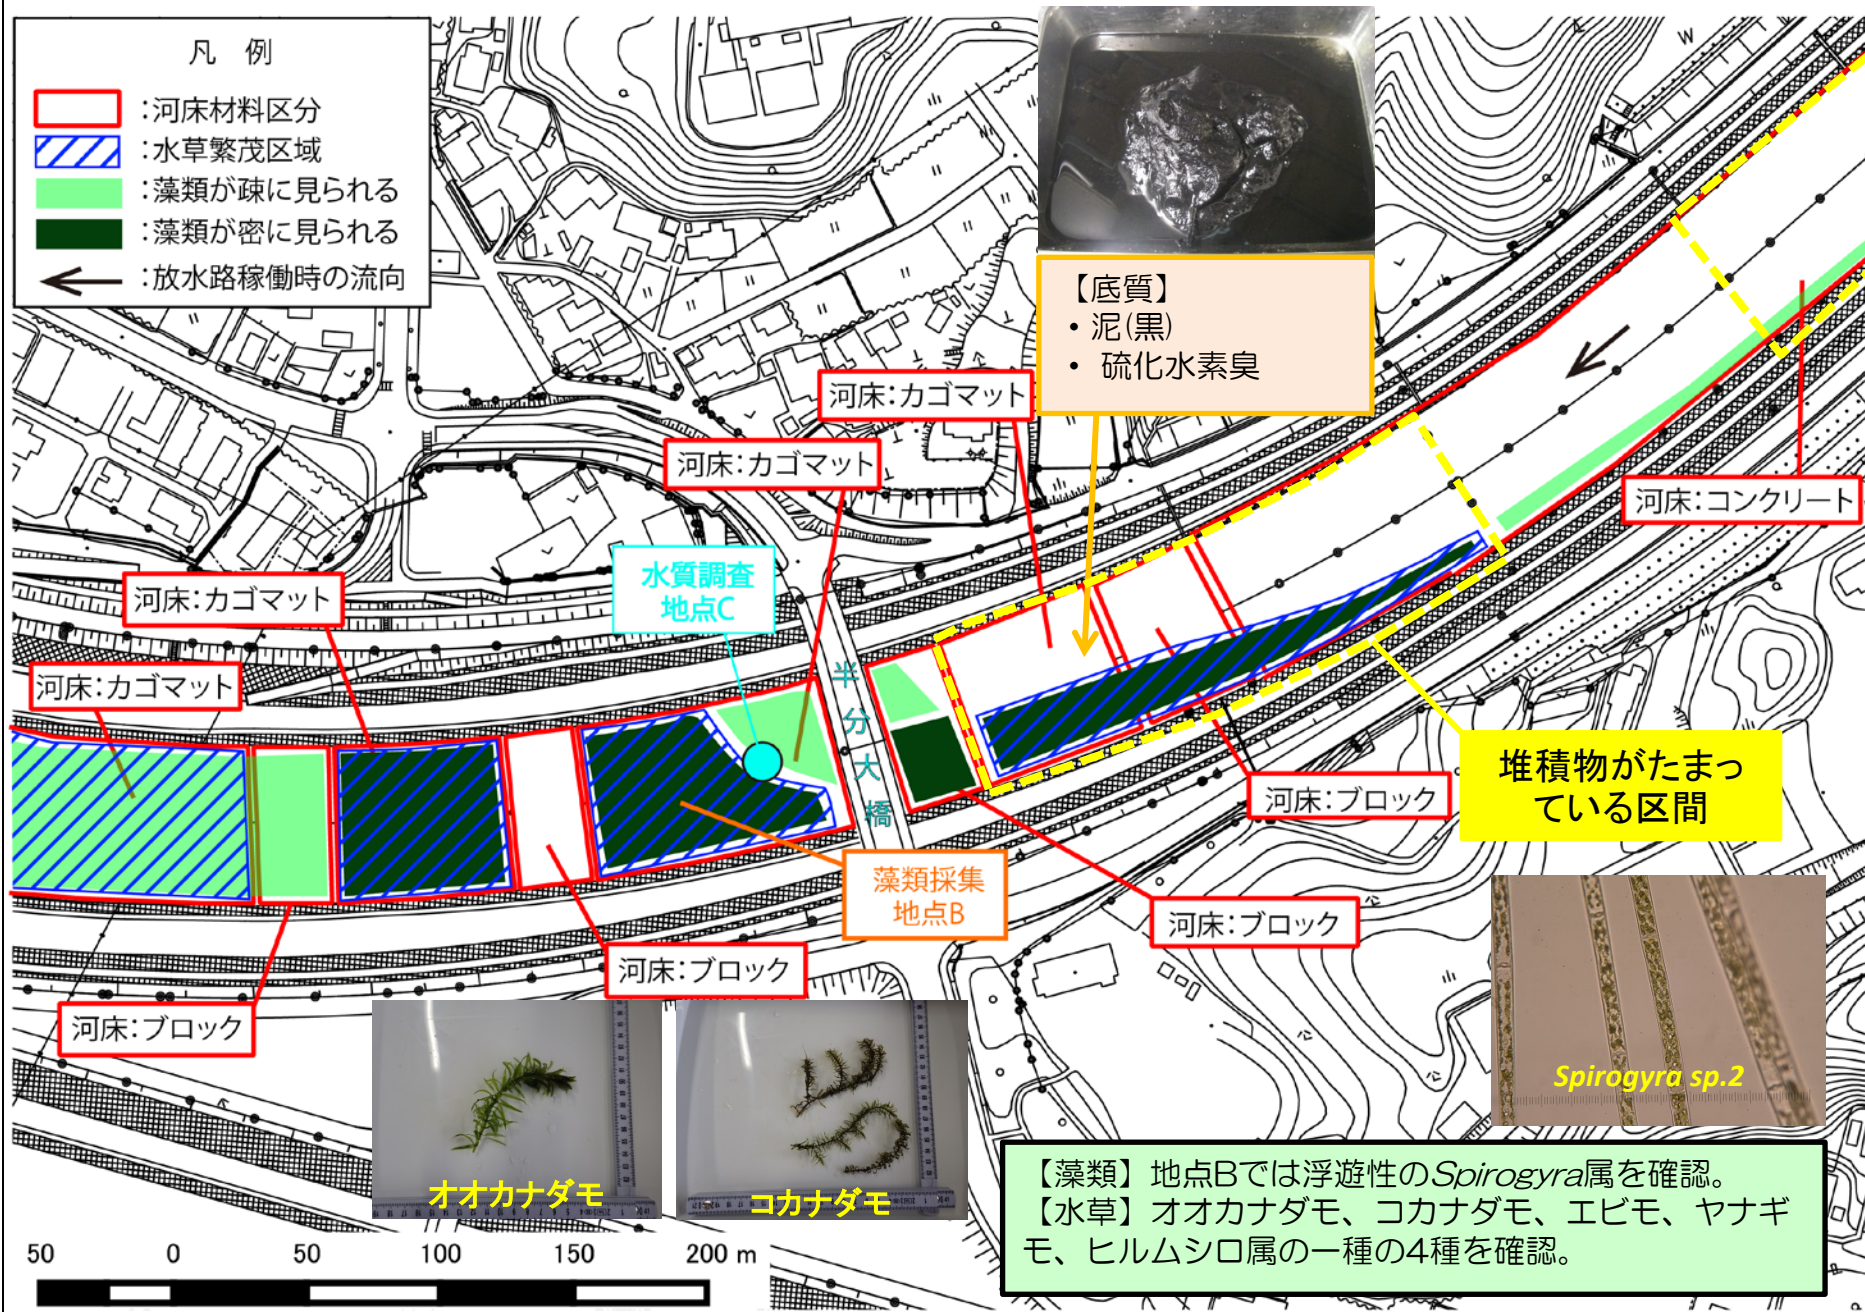 凡 例
:河床材料区分
:水草繁茂区域
:藻類が疎に見られる
:藻類が密に見られる
:放水路稼働時の流向
【底質】
• 泥(黒)
• 硫化水素臭
河床:カゴマット
河床:カゴマット
河床:コンクリート
水質調査
地点C
河床:カゴマット
河床:カゴマット
半分大橋
堆積物がたまっ
ている区間
河床:ブロック
藻類採集
地点B
河床:ブロック
河床:ブロック
河床:ブロック
Spirogyra sp.2
オオカナダモ
コカナダモ
【藻類】地点Bでは浮遊性のSpirogyra属を確認。
【水草】オオカナダモ、コカナダモ、エビモ、ヤナギ
モ、ヒルムシロ属の一種の4種を確認。
50 0 50 100 150 200 m